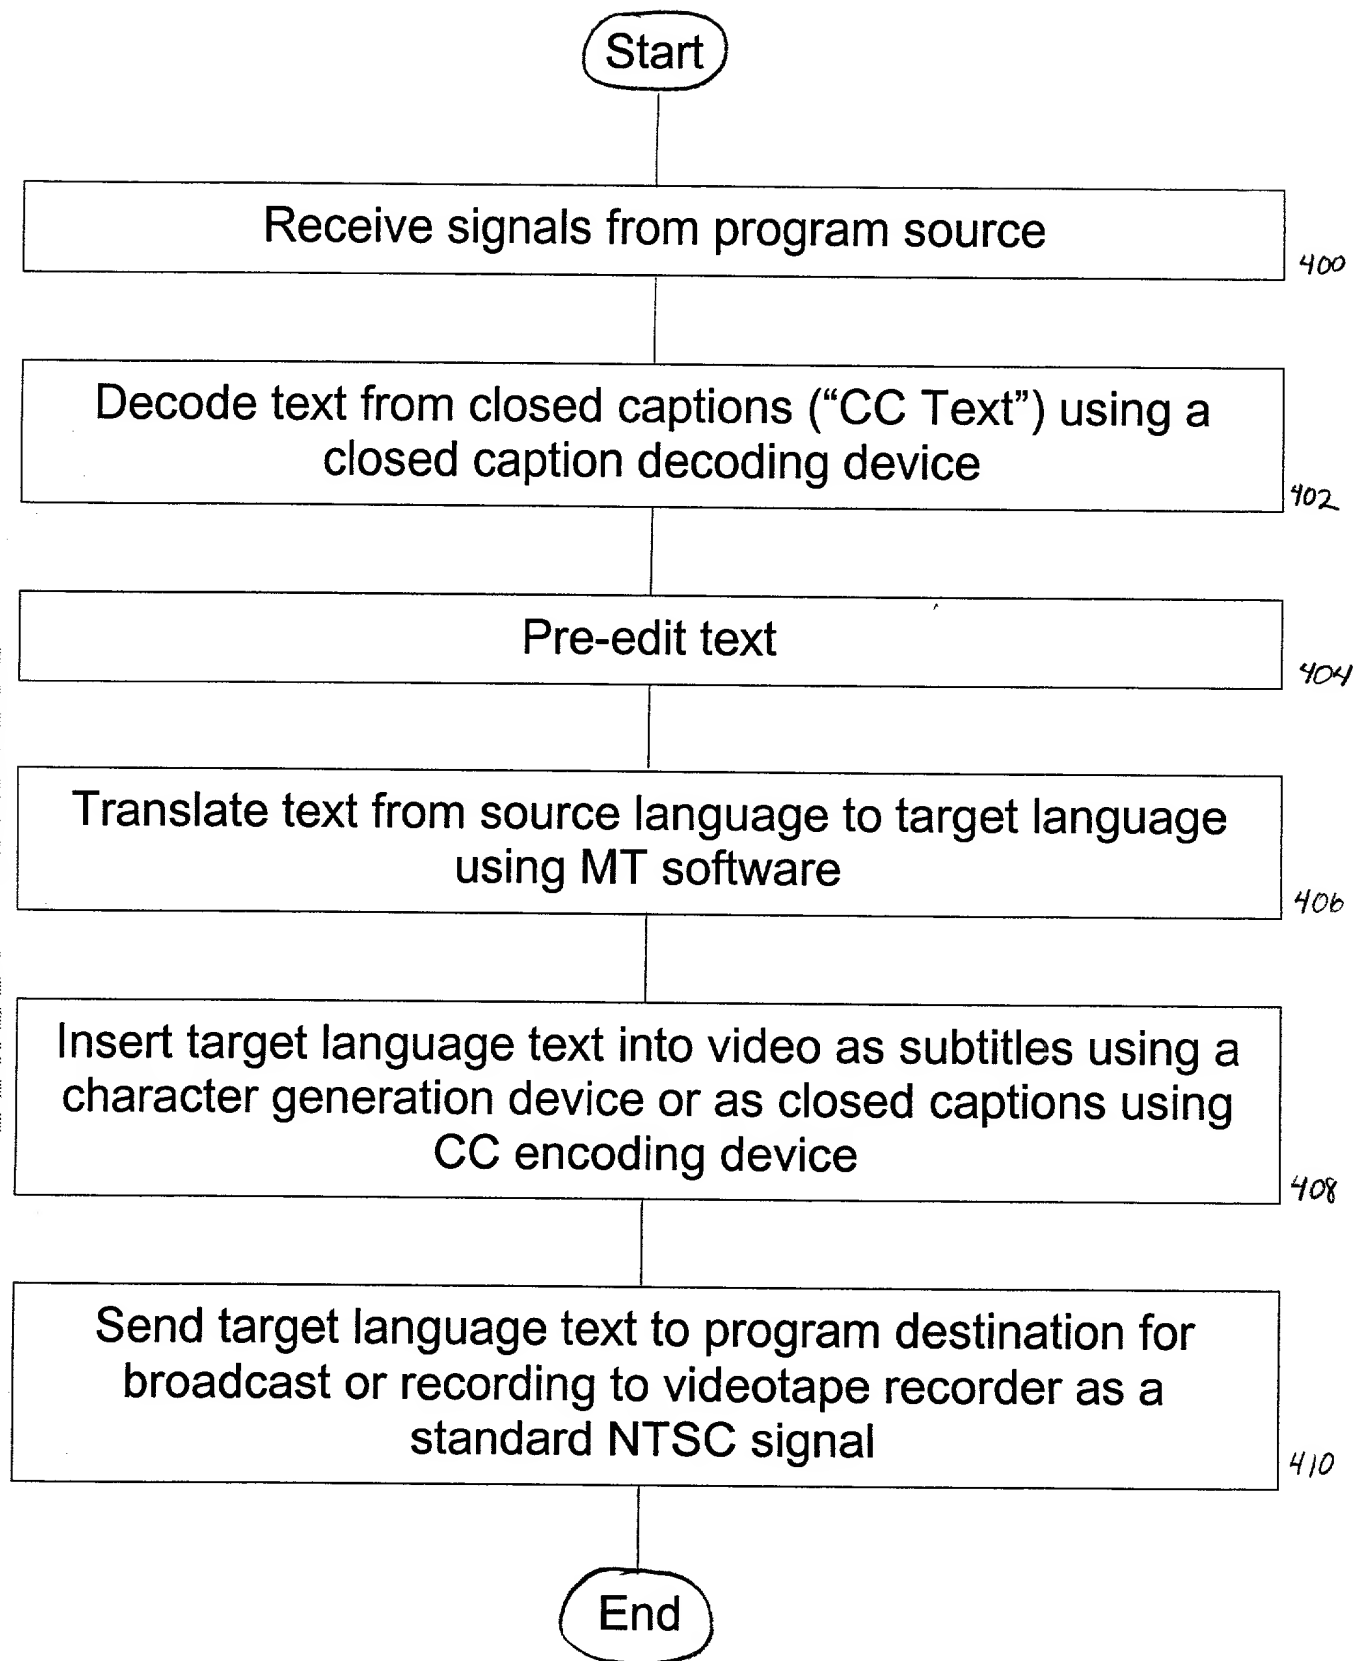 Start
Receive signals from program source
400
Decode text from closed captions (“CC Text”) using a
closed caption decoding device
402
Pre-edit text
404
Translate text from source language to target language
using MT software
406
Insert target language text into video as subtitles using a
character generation device or as closed captions using
CC encoding device
408
Send target language text to program destination for
broadcast or recording to videotape recorder as a
standard NTSC signal
410
End